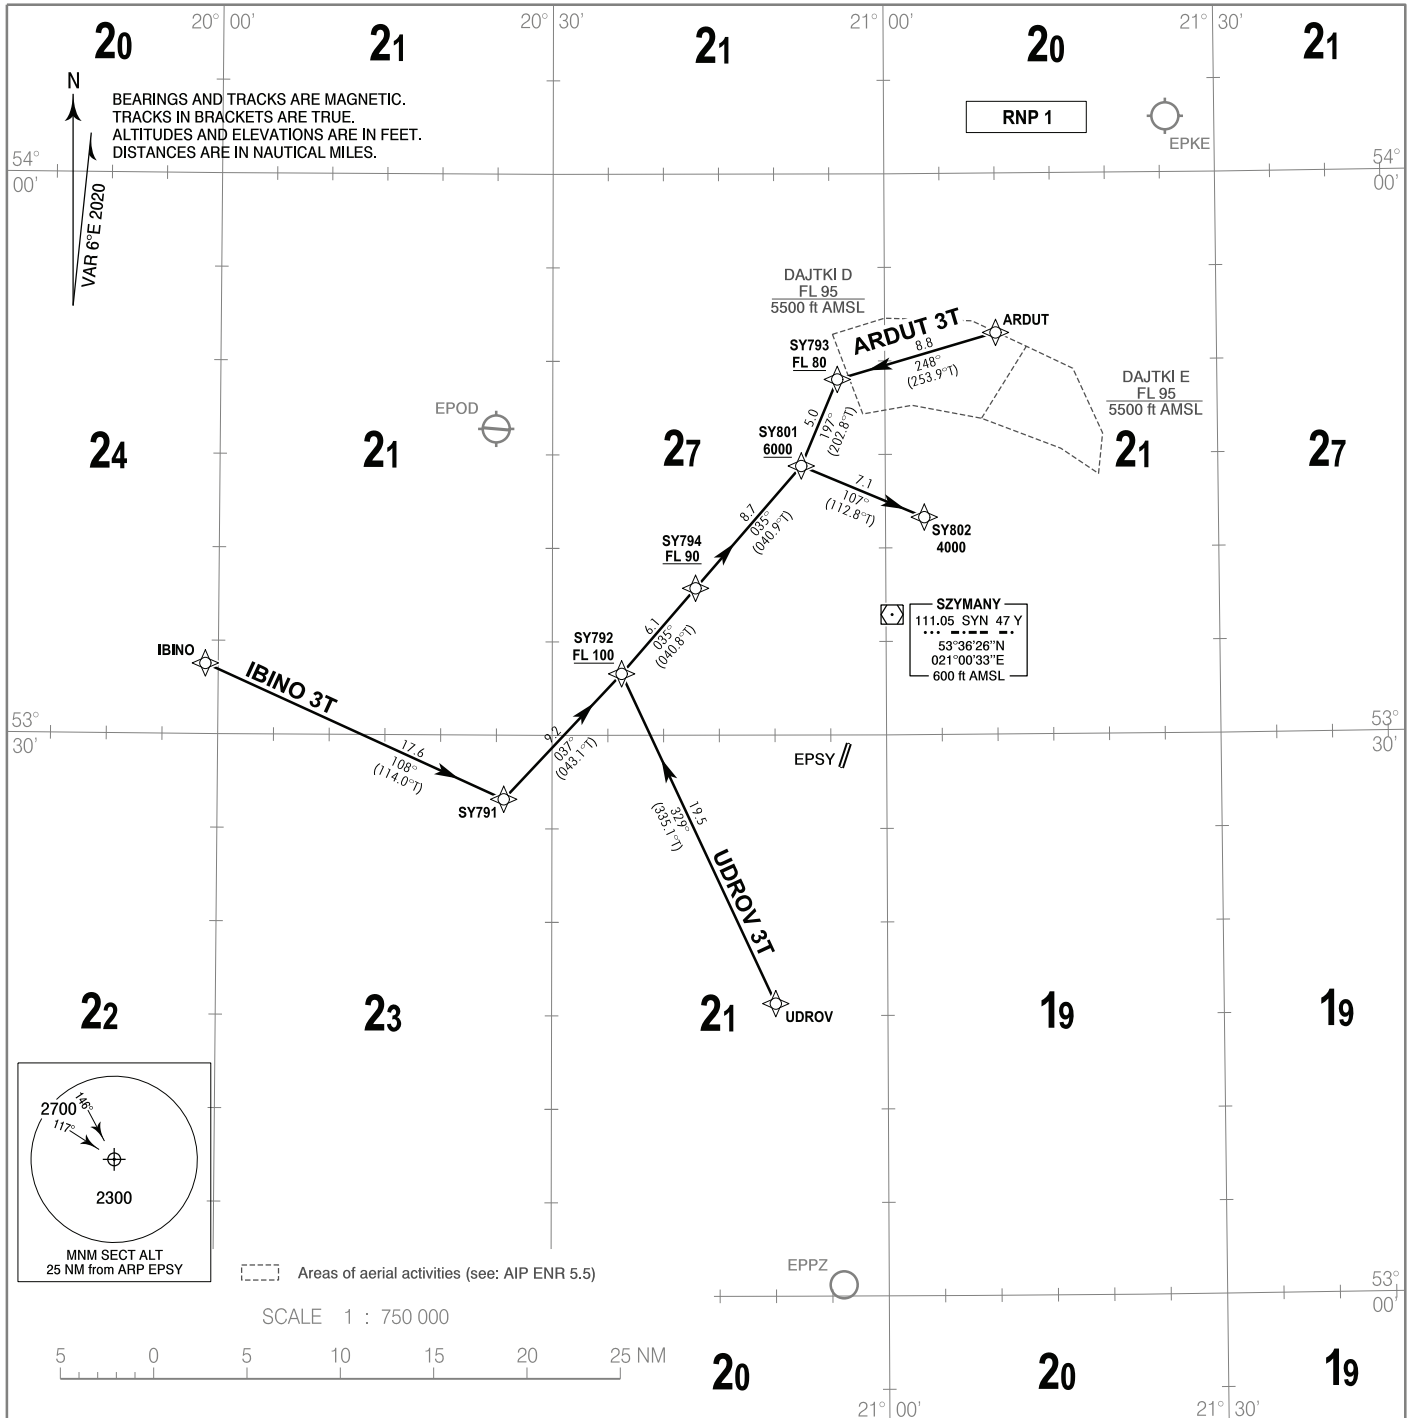 20° 00'
20° 30'
21° 00'
21° 30'
20
21
21
20
21
N
BEARINGS AND TRACKS ARE MAGNETIC.
TRACKS IN BRACKETS ARE TRUE.
ALTITUDES AND ELEVATIONS ARE IN FEET.
DISTANCES ARE IN NAUTICAL MILES.
VAR 6°E 2020
RNP 1
EPKE
54°
00'
54°
00'
DAJTKI D
FL 95
5500 ft AMSL
ARDUT 3T
ARDUT
8.8
248°
(253.9°T)
SY793
FL 80
DAJTKI E
FL 95
5500 ft AMSL
EPOD
5.0
197°
(202.8°T)
SY801
6000
24
21
27
21
27
7.1
107°
(112.8°T)
SY802
4000
8.7
035°
(040.9°T)
SY794
FL 90
SZYMANY
111.05 SYN 47 Y
53°36'26"N
021°00'33"E
600 ft AMSL
6.1
035°
(040.8°T)
SY792
FL 100
IBINO
IBINO 3T
17.6
108°
(114.0°T)
53°
30'
53°
30'
9.2
037°
(043.1°T)
SY791
EPSY
19.5
329°
(335.1°T)
UDROV 3T
UDROV
22
23
21
19
19
2700
146°
117°
2300
MNM SECT ALT
25 NM from ARP EPSY
Areas of aerial activities (see: AIP ENR 5.5)
EPPZ
53°
00'
SCALE 1 : 750 000
5 0 5 10 15 20 25 NM
20
20
19
21° 00'
21° 30'